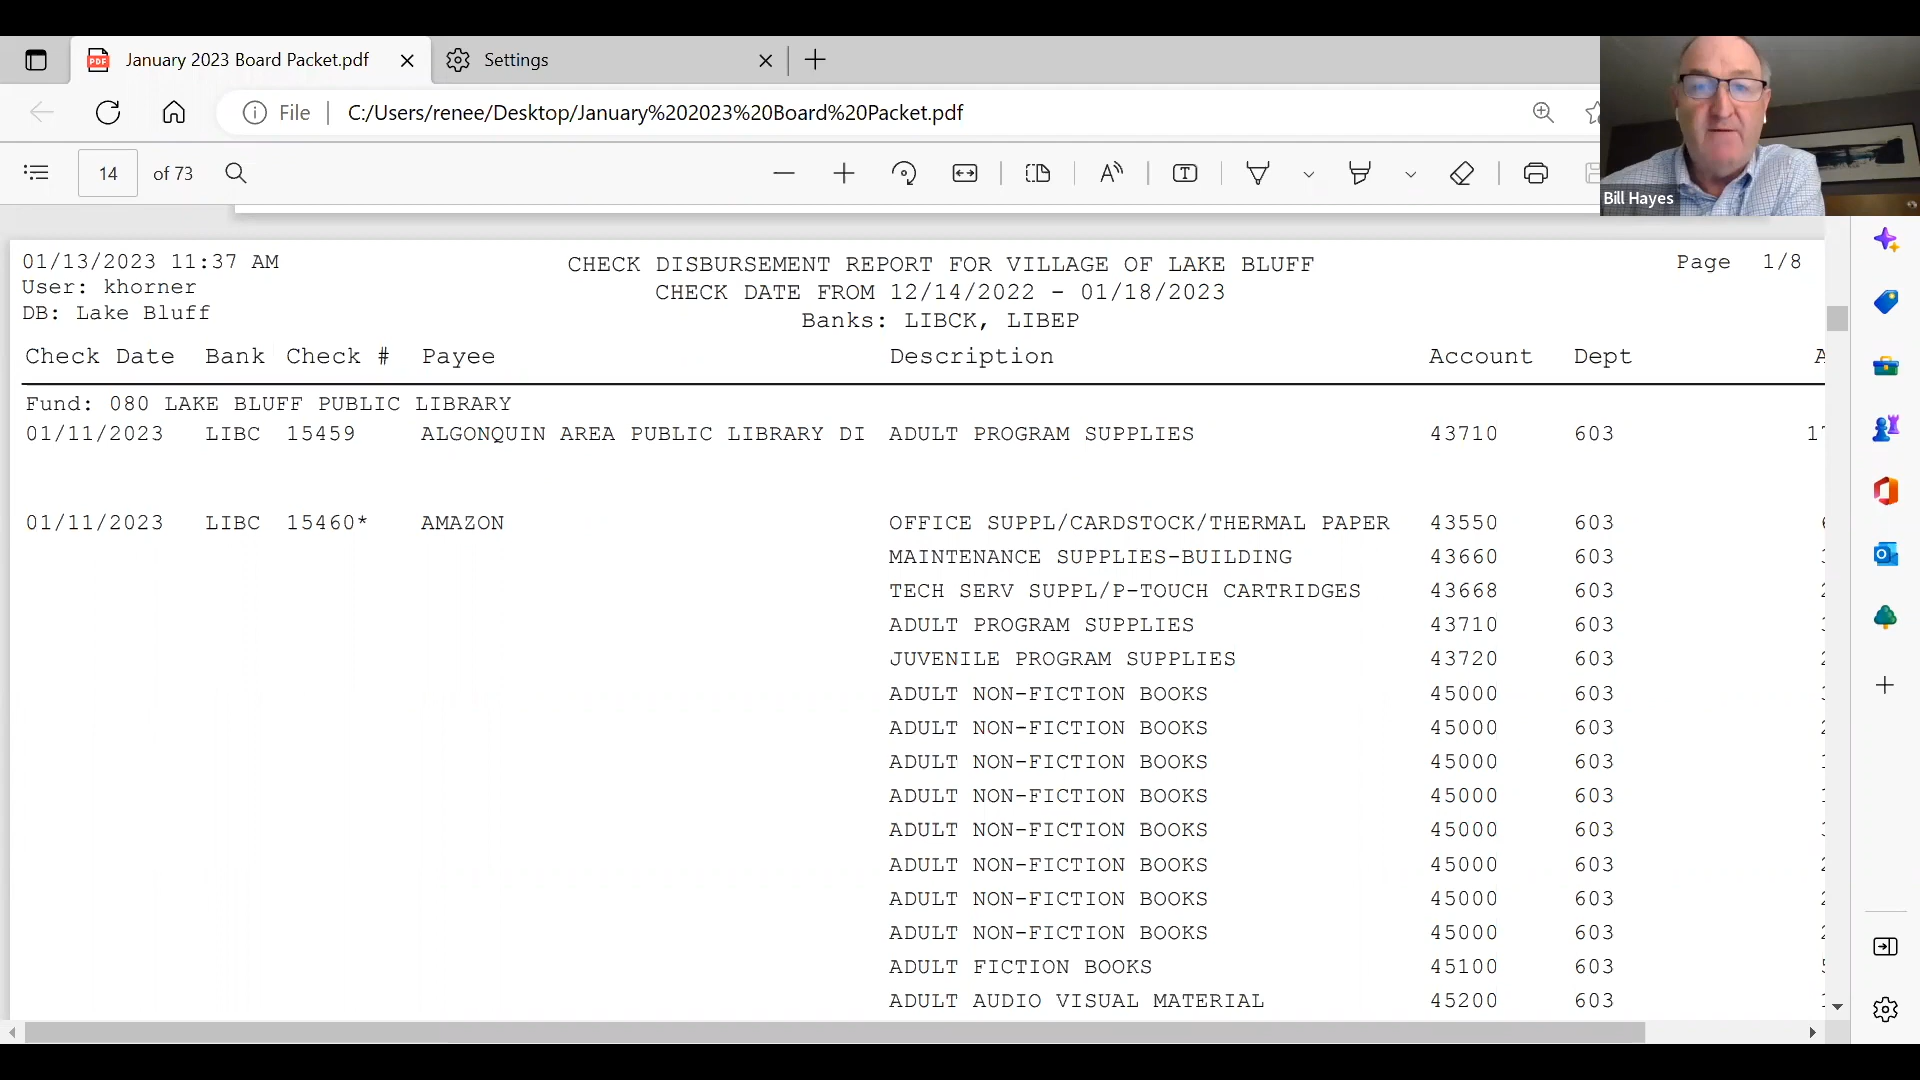 January 2023 Board Packet.pdf
Settings
File
C:/Users/renee/Desktop/January%202023%20Board%20Packet.pdf
14 of 73
Bill Hayes
01/13/2023 11:37 AM
User: khorner
DB: Lake Bluff
CHECK DISBURSEMENT REPORT FOR VILLAGE OF LAKE BLUFF
CHECK DATE FROM 12/14/2022 - 01/18/2023
Banks: LIBCK, LIBEP
Page 1/8
Check Date Bank Check # Payee Description Account Dept
Fund: 080 LAKE BLUFF PUBLIC LIBRARY
01/11/2023 LIBC 15459 ALGONQUIN AREA PUBLIC LIBRARY DI ADULT PROGRAM SUPPLIES 43710 603
01/11/2023 LIBC 15460* AMAZON OFFICE SUPPL/CARDSTOCK/THERMAL PAPER 43550 603
MAINTENANCE SUPPLIES-BUILDING 43660 603
TECH SERV SUPPL/P-TOUCH CARTRIDGES 43668 603
ADULT PROGRAM SUPPLIES 43710 603
JUVENILE PROGRAM SUPPLIES 43720 603
ADULT NON-FICTION BOOKS 45000 603
ADULT NON-FICTION BOOKS 45000 603
ADULT NON-FICTION BOOKS 45000 603
ADULT NON-FICTION BOOKS 45000 603
ADULT NON-FICTION BOOKS 45000 603
ADULT NON-FICTION BOOKS 45000 603
ADULT NON-FICTION BOOKS 45000 603
ADULT NON-FICTION BOOKS 45000 603
ADULT FICTION BOOKS 45100 603
ADULT AUDIO VISUAL MATERIAL 45200 603